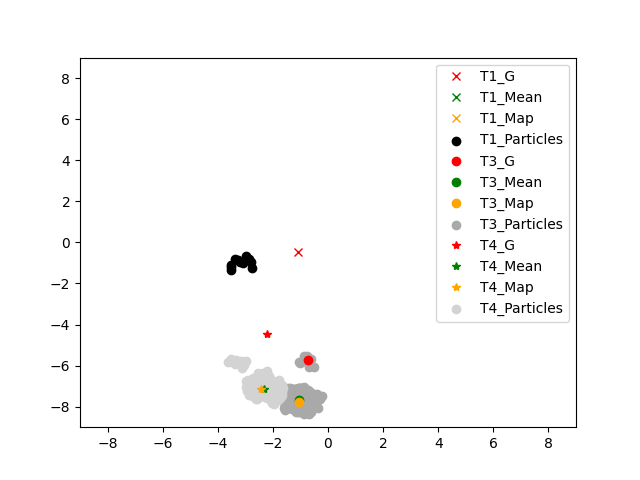 8
6
4
2
0
−2
−4
−6
−8
−8 −6 −4 −2 0 2 4 6 8
T1_G
T1_Mean
T1_Map
T1_Particles
T3_G
T3_Mean
T3_Map
T3_Particles
T4_G
T4_Mean
T4_Map
T4_Particles